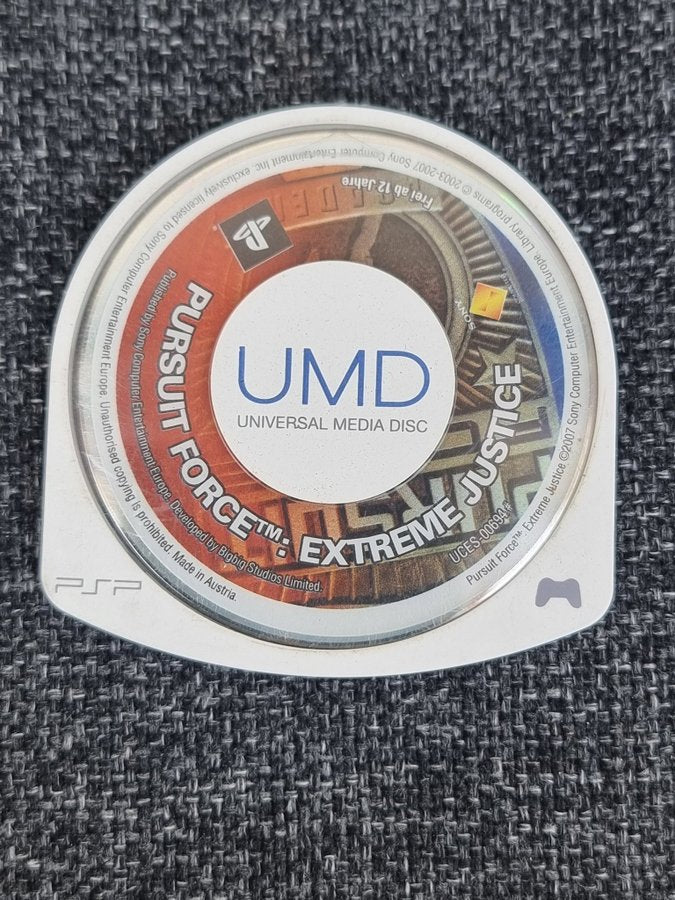 UMD
UNIVERSAL MEDIA DISC
PURSUIT FORCE™: EXTREME JUSTICE
Published by Sony Computer Entertainment Europe. Developed by Bigbig Studios Limited.
UCES-00694/#
Frei ab 12 Jahre
SONY
Library programs © 2003-2007 Sony Computer Entertainment Inc. exclusively licensed to Sony Computer Entertainment Europe. Unauthorised copying is prohibited. Made in Austria.
Pursuit Force™- Extreme Justice ©2007 Sony Computer Entertainment Europe.
PSP